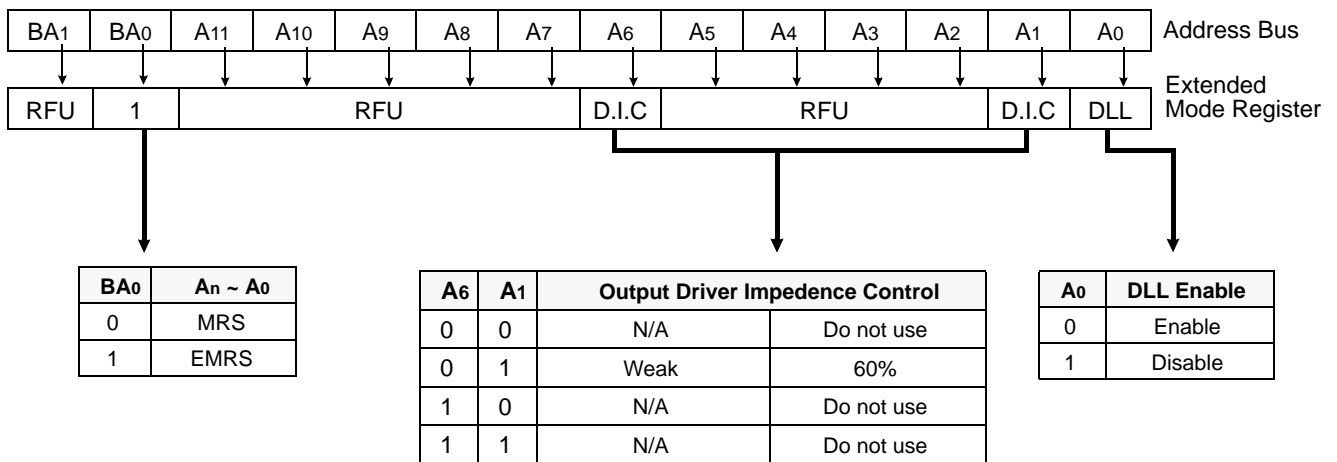 BA1 BA0 A11 A10 A9 A8 A7 A6 A5 A4 A3 A2 A1 A0 Address Bus
RFU 1 RFU D.I.C RFU D.I.C DLL Extended Mode Register
BA0 An ~ A0
0 MRS
1 EMRS
A6 A1 Output Driver Impedence Control
0 0 N/A Do not use
0 1 Weak 60%
1 0 N/A Do not use
1 1 N/A Do not use
A0 DLL Enable
0 Enable
1 Disable